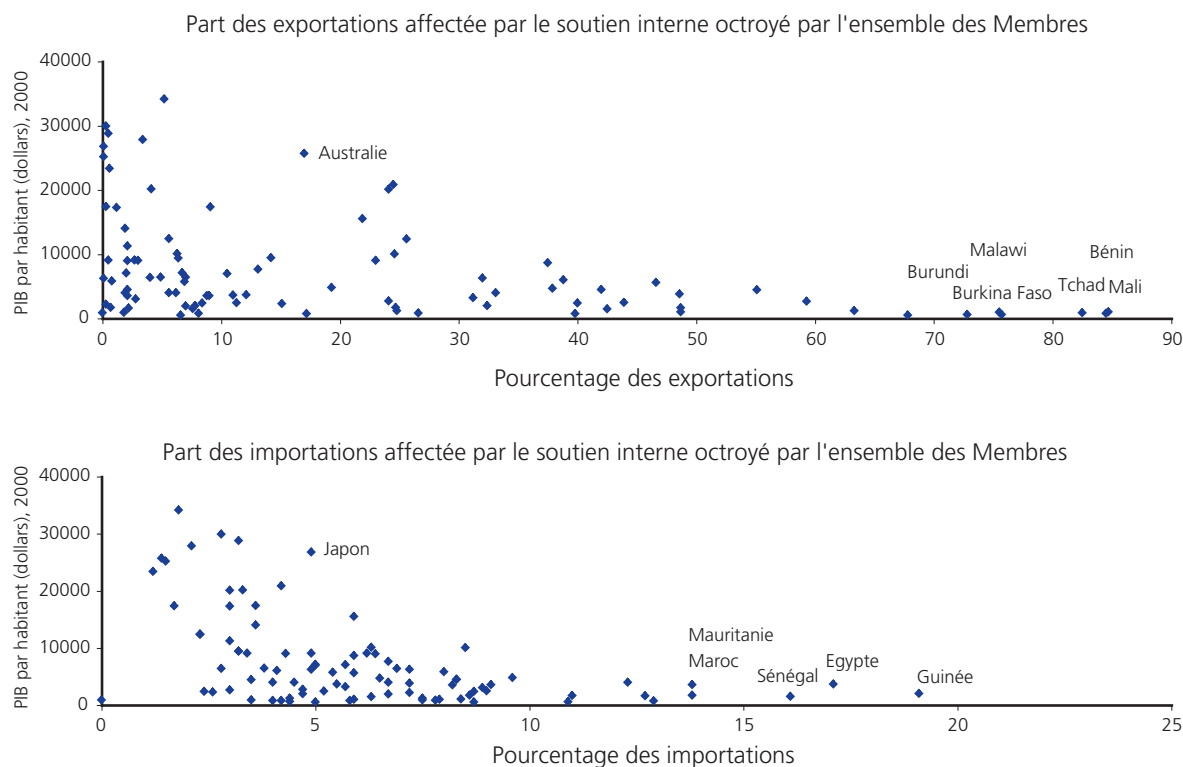 Part des exportations affectée par le soutien interne octroyé par l'ensemble des Membres
PIB par habitant (dollars), 2000
40000
30000
20000
10000
0
Australie
Malawi
Bénin
Burundi
Burkina Faso
Tchad
Mali
0 10 20 30 40 50 60 70 80 90
Pourcentage des exportations
Part des importations affectée par le soutien interne octroyé par l'ensemble des Membres
PIB par habitant (dollars), 2000
40000
30000
20000
10000
0
Japon
Mauritanie
Maroc
Sénégal
Egypte
Guinée
0 5 10 15 20 25
Pourcentage des importations